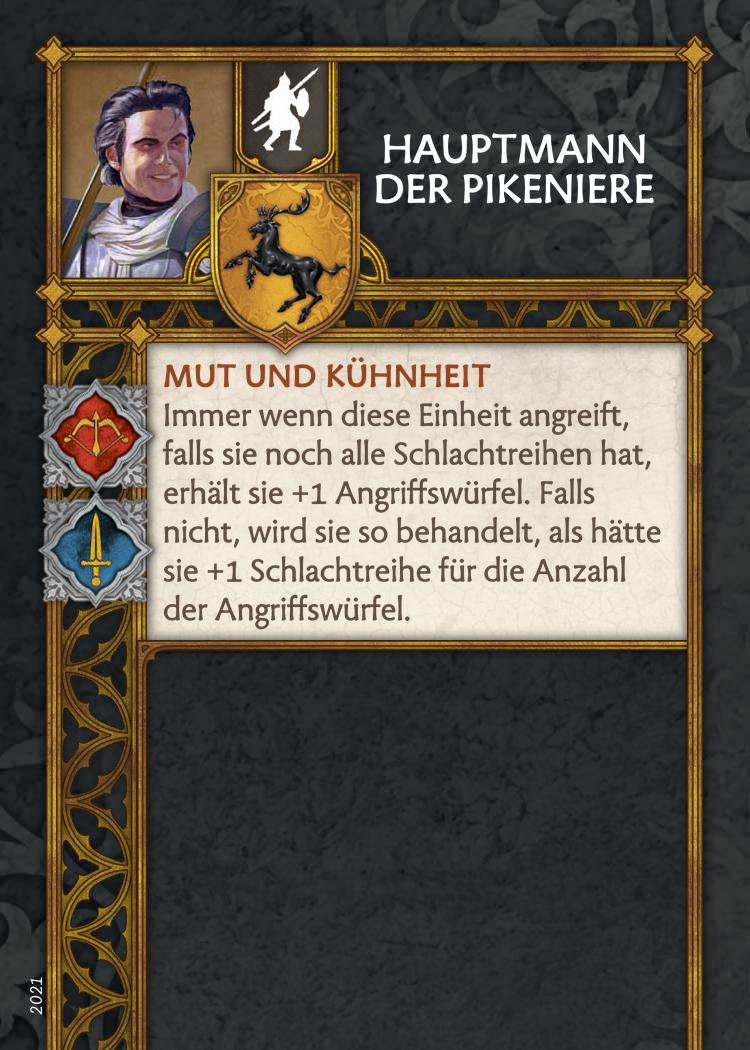 HAUPTMANN
DER PIKENIERE
MUT UND KÜHNHEIT
Immer wenn diese Einheit angreift,
falls sie noch alle Schlachtreihen hat,
erhält sie +1 Angriffswürfel. Falls
nicht, wird sie so behandelt, als hätte
sie +1 Schlachtreihe für die Anzahl
der Angriffswürfel.
2021